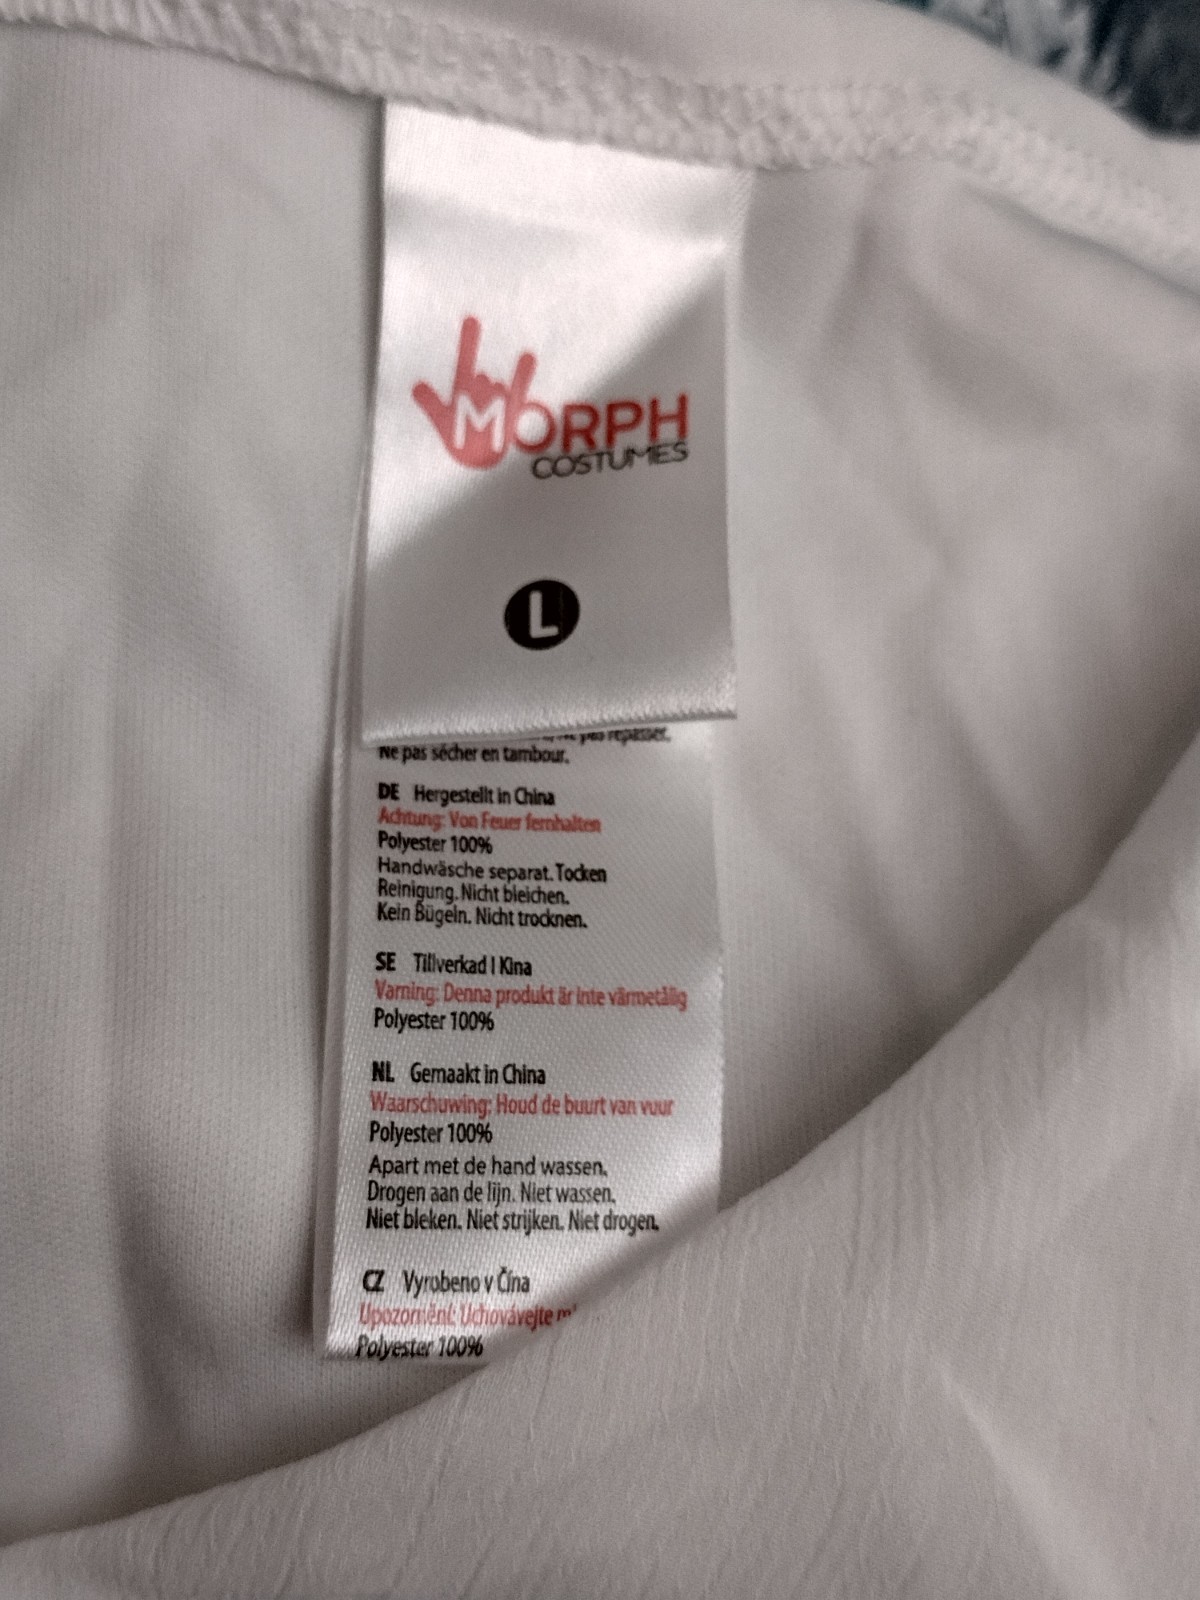 MORPH
COSTUMES
L
Ne pas repasser.
Ne pas sécher en tambour.
DE Hergestellt in China
Achtung: Von Feuer fernhalten
Polyester 100%
Handwäsche separat. Tocken
Reinigung. Nicht bleichen.
Kein Bügeln. Nicht trocknen.
SE Tillverkad I Kina
Varning: Denna produkt är inte värmetålig
Polyester 100%
NL Gemaakt in China
Waarschuwing: Houd de buurt van vuur
Polyester 100%
Apart met de hand wassen.
Drogen aan de lijn. Niet wassen.
Niet bleken. Niet strijken. Niet drogen.
CZ Vyrobeno v Čína
Upozornění: Uchovávejte
Polyester 100%